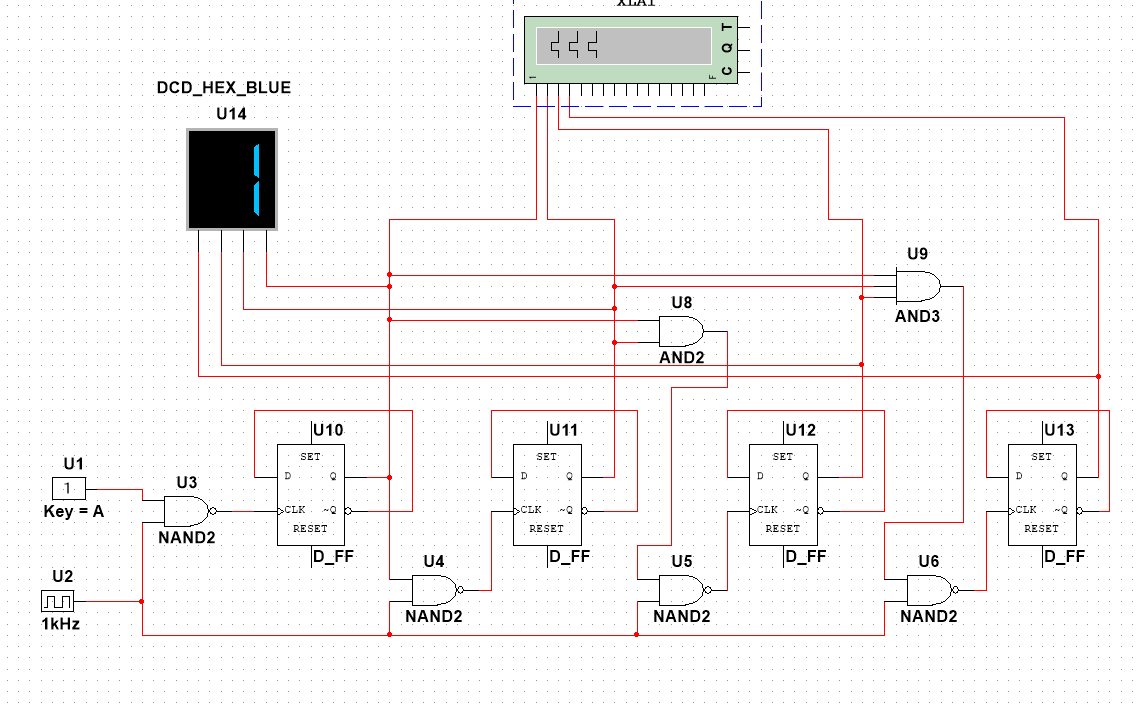 XLA1
T
Q
C
1
F
DCD_HEX_BLUE
U14
1
U9
AND3
U8
AND2
U10
SET
D Q
CLK ~Q
RESET
D_FF
U11
SET
D Q
CLK ~Q
RESET
D_FF
U12
SET
D Q
CLK ~Q
RESET
D_FF
U13
SET
D Q
CLK ~Q
RESET
D_FF
U1
1
Key = A
U3
NAND2
U2
1kHz
U4
NAND2
U5
NAND2
U6
NAND2